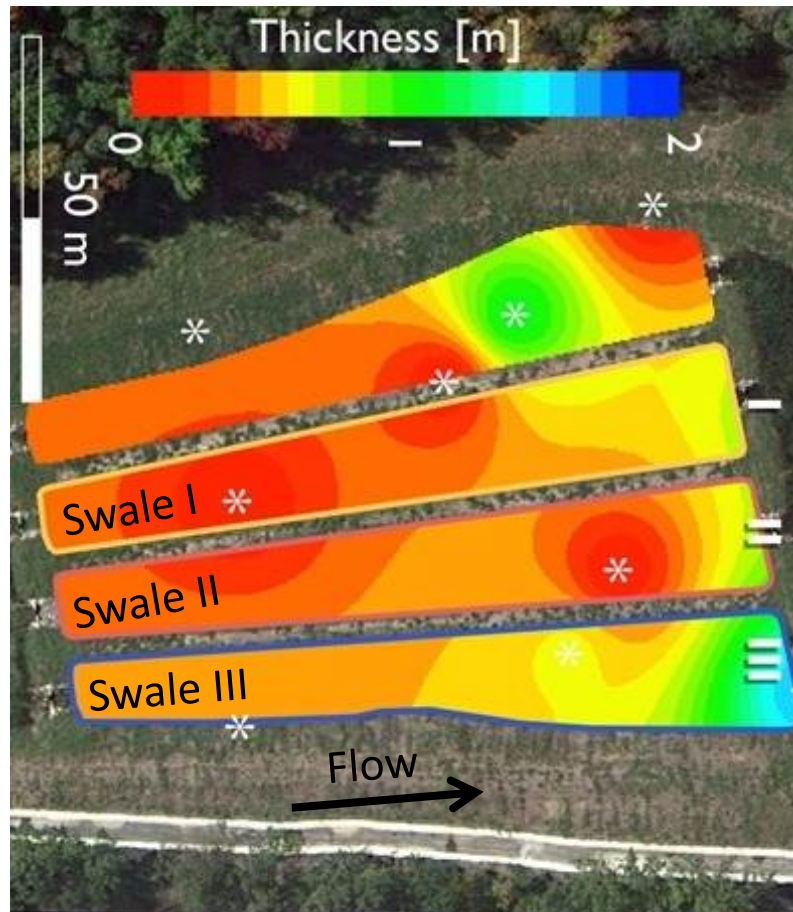 Thickness [m]
0 1 2
50 m
I
Swale I
II
Swale II
III
Swale III
Flow